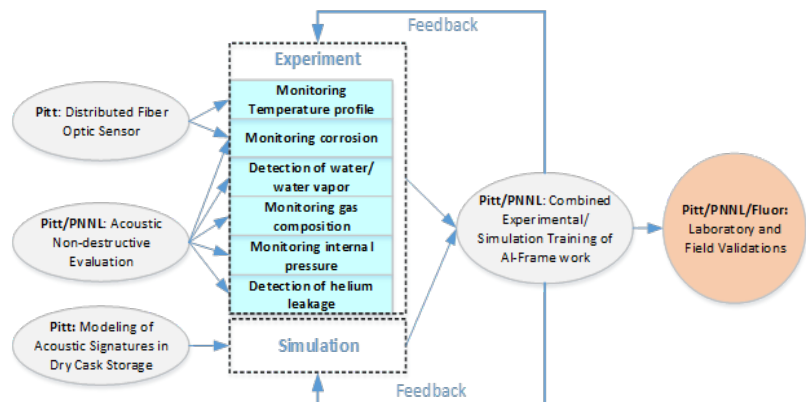 Feedback
Experiment
Monitoring
Temperature profile
Monitoring corrosion
Detection of water/
water vapor
Monitoring gas
composition
Monitoring internal
pressure
Detection of helium
leakage
Pitt: Distributed Fiber
Optic Sensor
Pitt/PNNL: Acoustic
Non-destructive
Evaluation
Pitt: Modeling of
Acoustic Signatures in
Dry Cask Storage
Simulation
Pitt/PNNL: Combined
Experimental/
Simulation Training of
AI-Frame work
Pitt/PNNL/Fluor:
Laboratory and
Field Validations
Feedback